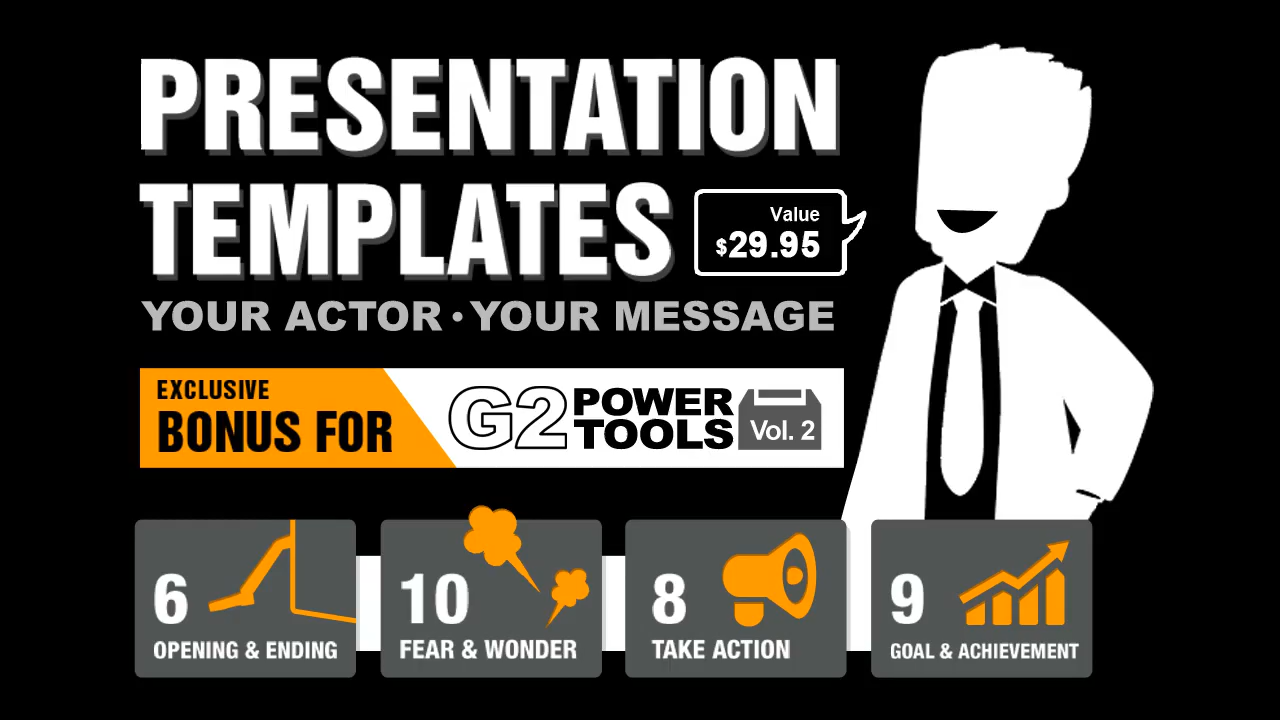 PRESENTATION
TEMPLATES
Value
$29.95
YOUR ACTOR · YOUR MESSAGE
EXCLUSIVE
BONUS FOR
G2 POWER TOOLS
Vol. 2
6
OPENING & ENDING
10
FEAR & WONDER
8
TAKE ACTION
9
GOAL & ACHIEVEMENT